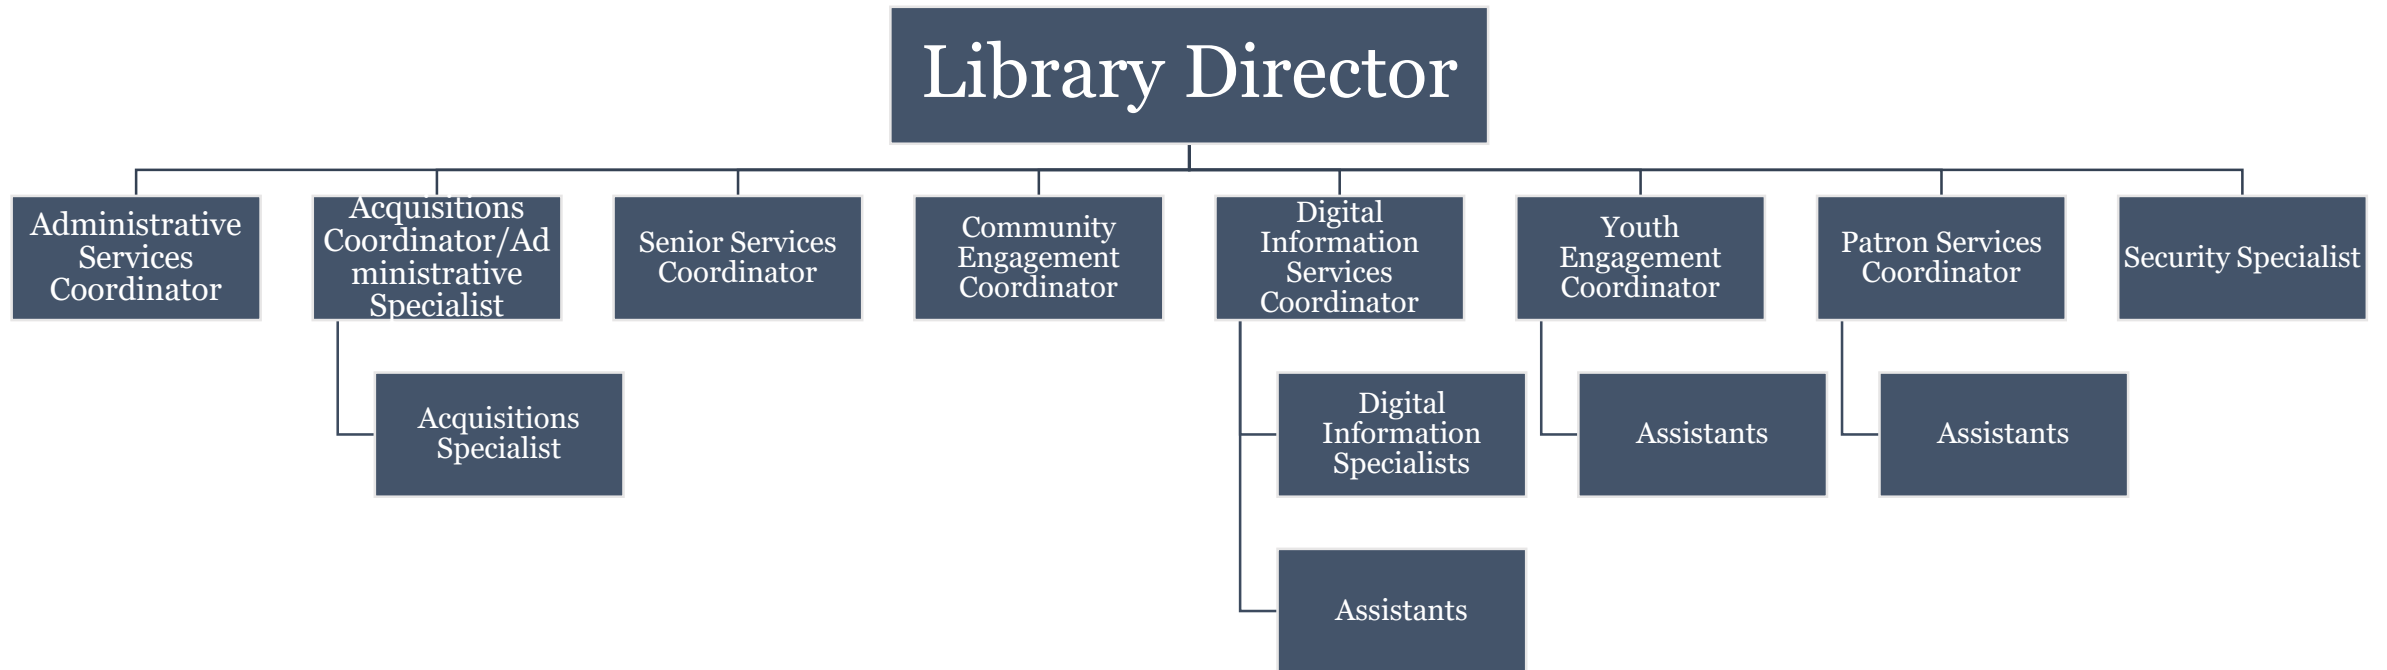 Library Director
Administrative
Services
Coordinator
Acquisitions
Coordinator/Ad
ministrative
Specialist
Senior Services
Coordinator
Community
Engagement
Coordinator
Digital
Information
Services
Coordinator
Youth
Engagement
Coordinator
Patron Services
Coordinator
Security Specialist
Acquisitions
Specialist
Digital
Information
Specialists
Assistants
Assistants
Assistants